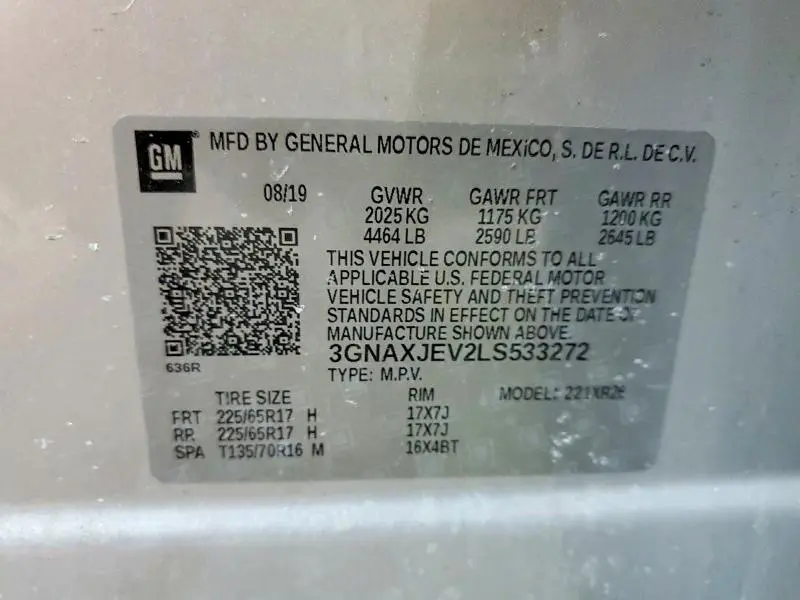 GM
MFD BY GENERAL MOTORS DE MEXICO, S. DE R.L. DE C.V.
08/19 GVWR GAWR FRT GAWR RR
2025 KG 1175 KG 1200 KG
4464 LB 2590 LB 2645 LB
THIS VEHICLE CONFORMS TO ALL
APPLICABLE U.S. FEDERAL MOTOR
VEHICLE SAFETY AND THEFT PREVENTION
STANDARDS IN EFFECT ON THE DATE OF
MANUFACTURE SHOWN ABOVE.
3GNAXJEV2LS533272
636R
TYPE: M.P.V.
TIRE SIZE RIM MODEL:
FRT 225/65R17 H 17X7J
RR 225/65R17 H 17X7J
SPA T135/70R16 M 16X4BT